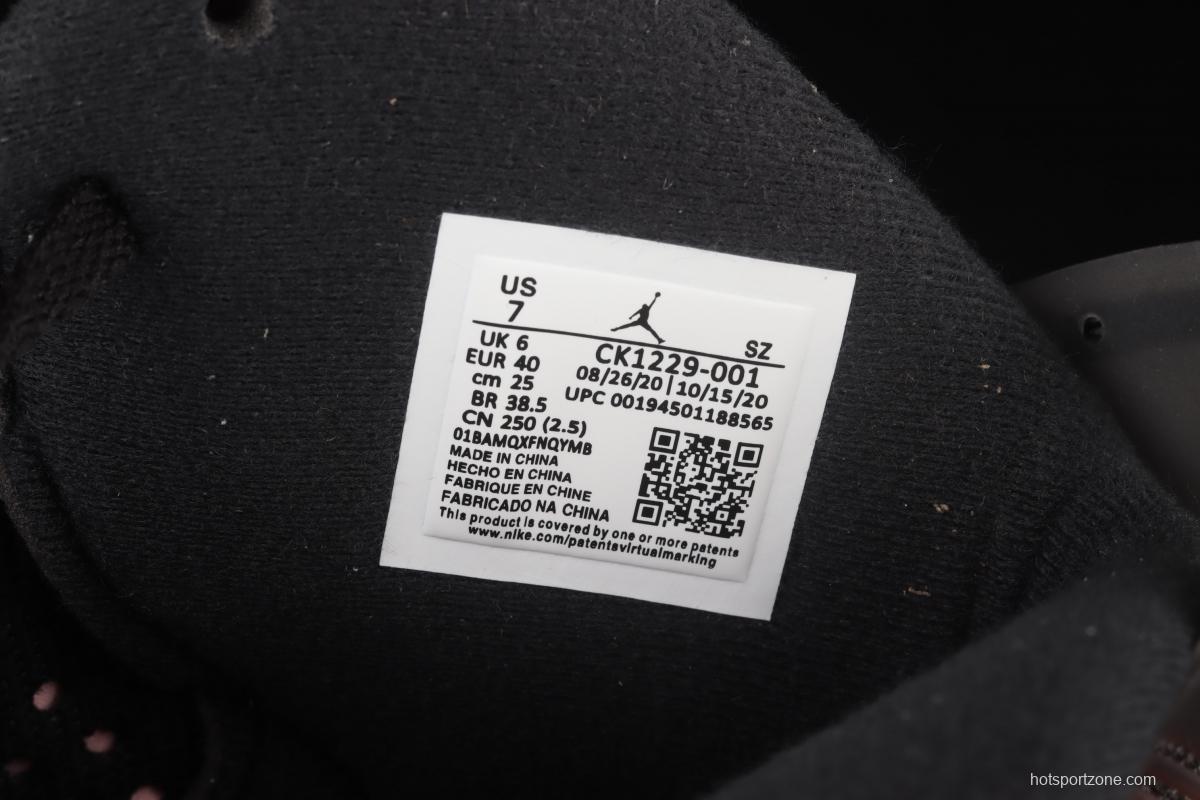 US
7
SZ
UK 6
EUR 40
cm 25
BR 38.5
CN 250 (2.5)
01BAMQXFNQYMB
MADE IN CHINA
HECHO EN CHINA
FABRIQUE EN CHINE
FABRICADO NA CHINA
CK1229-001
08/26/20 | 10/15/20
UPC 00194501188565
This product is covered by one or more patents
www.nike.com/patentsvirtualmarking
hotsportzone.com